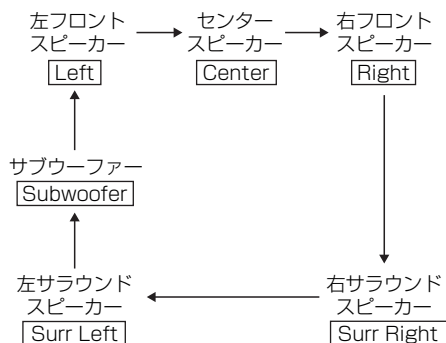 左フロント
スピーカー
Left
センター
スピーカー
Center
右フロント
スピーカー
Right
サブウーファー
Subwoofer
左サラウンド
スピーカー
Surr Left
右サラウンド
スピーカー
Surr Right